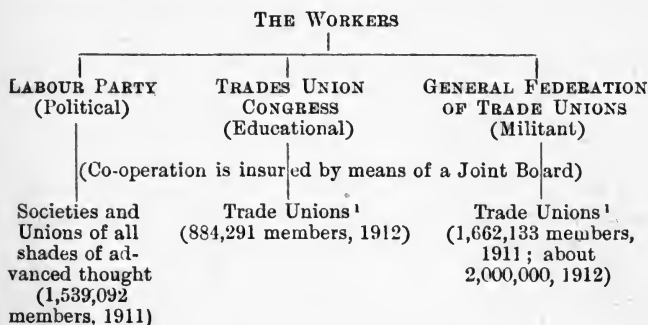 THE WORKERS
LABOUR PARTY
(Political)
TRADES UNION
CONGRESS
(Educational)
GENERAL FEDERATION
OF TRADE UNIONS
(Militant)
(Co-operation is insured by means of a Joint Board)
Societies and
Unions of all
shades of ad-
vanced thought
(1,539,092
members, 1911)
Trade Unions¹
(884,291 members, 1912)
Trade Unions¹
(1,662,133 members,
1911; about
2,000,000, 1912)